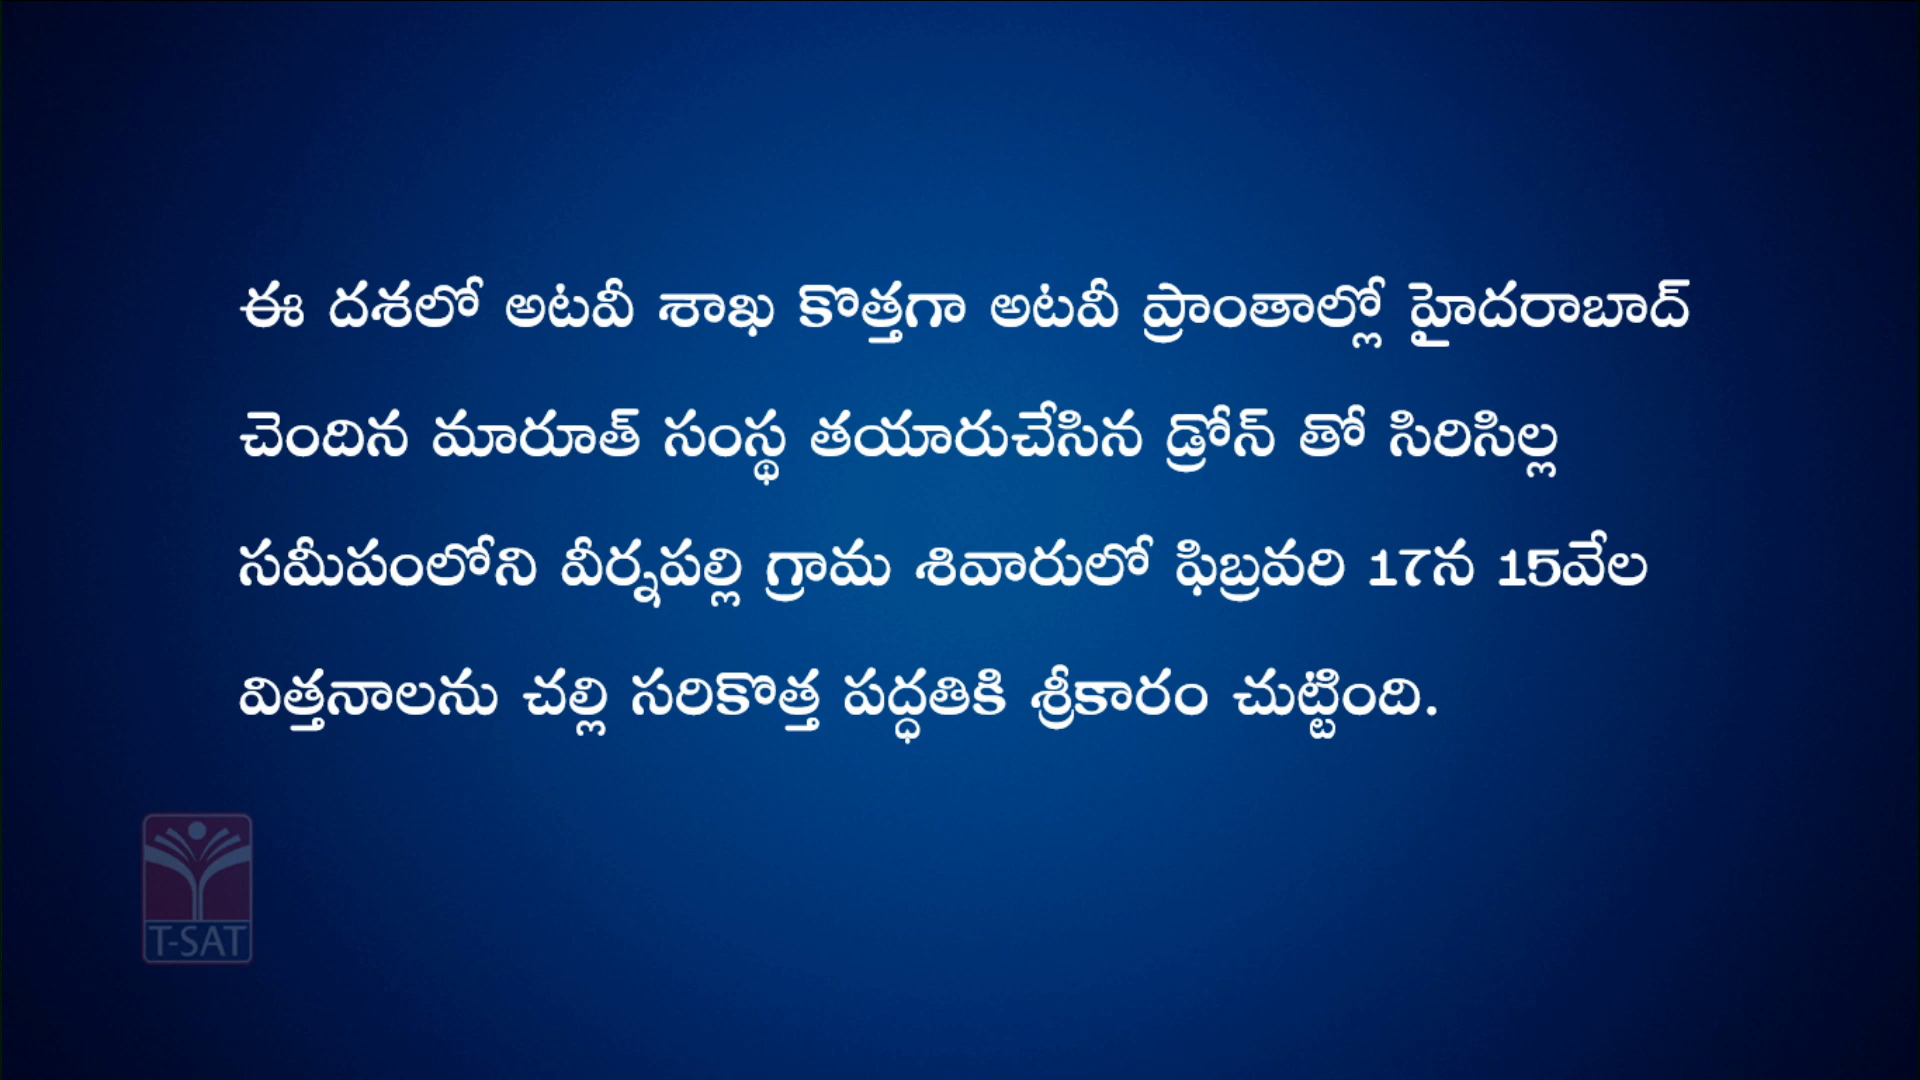 ఈ దశలో అటవీ శాఖ కొత్తగా అటవీ ప్రాంతాల్లో హైదరాబాద్
చెందిన మారూత్ సంస్థ తయారుచేసిన డ్రోన్ తో సిరిసిల్ల
సమీపంలోని వీర్నపల్లి గ్రామ శివారులో ఫిబ్రవరి 17న 15వేల
విత్తనాలను చల్లి సరికొత్త పద్ధతికి శ్రీకారం చుట్టింది.
T-SAT